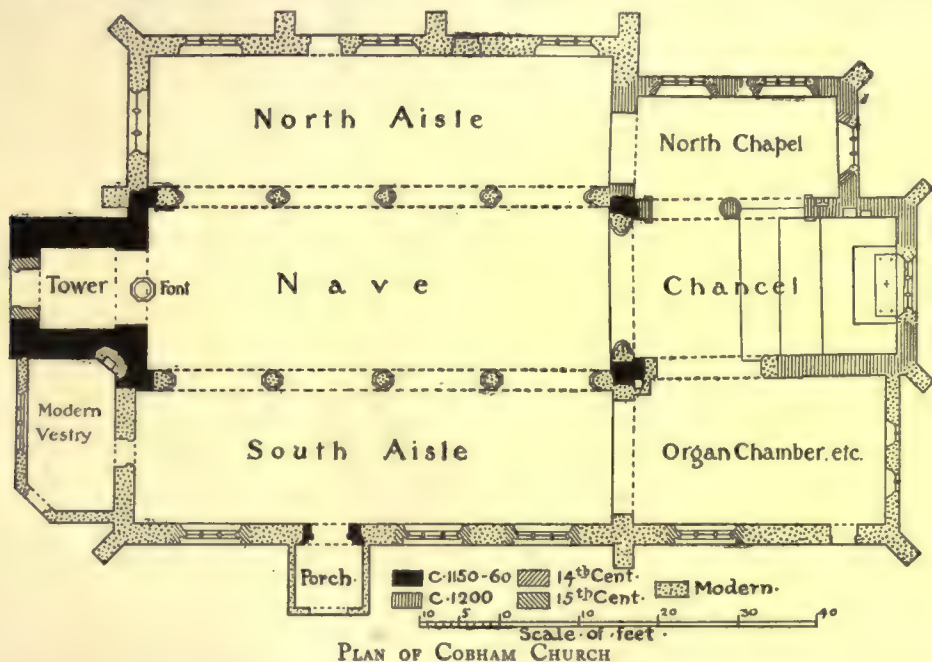 North Aisle
North Chapel
Tower
Font
Nave
Chancel
Modern
Vestry
South Aisle
Organ Chamber, etc.
Porch.
C.1150-60
14th Cent.
Modern.
C.1200
15th Cent.
10 5 0 10 20 30 40
Scale of feet.
PLAN OF COBHAM CHURCH